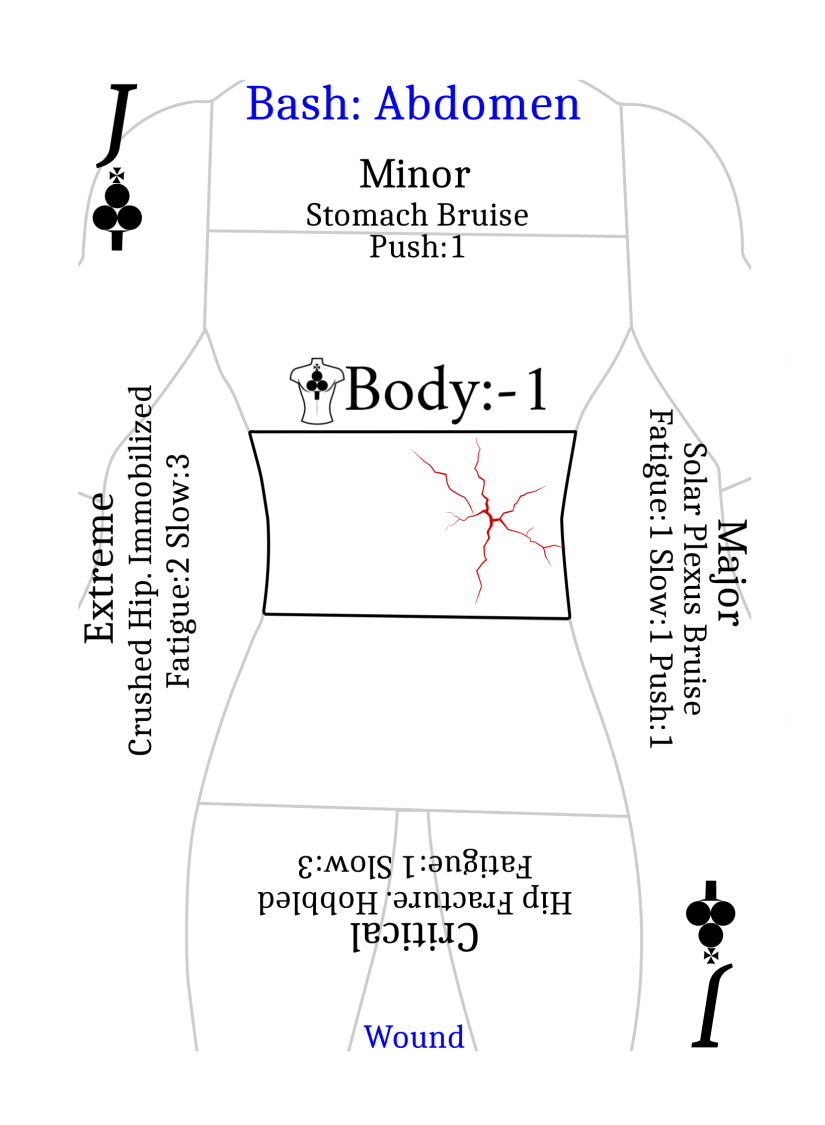 J
Bash: Abdomen
Minor
Stomach Bruise
Push:1
Body:-1
Extreme
Crushed Hip. Immobilized
Fatigue:2 Slow:3
Major
Solar Plexus Bruise
Fatigue:1 Slow:1 Push:1
Critical
Hip Fracture. Hobbled
Fatigue:1 Slow:3
Wound
J